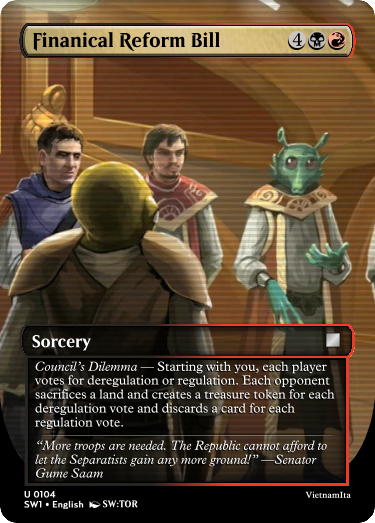 Finanical Reform Bill 4
Sorcery
Council's Dilemma — Starting with you, each player
votes for deregulation or regulation. Each opponent
sacrifices a land and creates a treasure token for each
deregulation vote and discards a card for each
regulation vote.
"More troops are needed. The Republic cannot afford to
let the Separatists gain any more ground!" —Senator
Gume Saam
U 0104
SW1 • English SW:TOR
VietnamIta